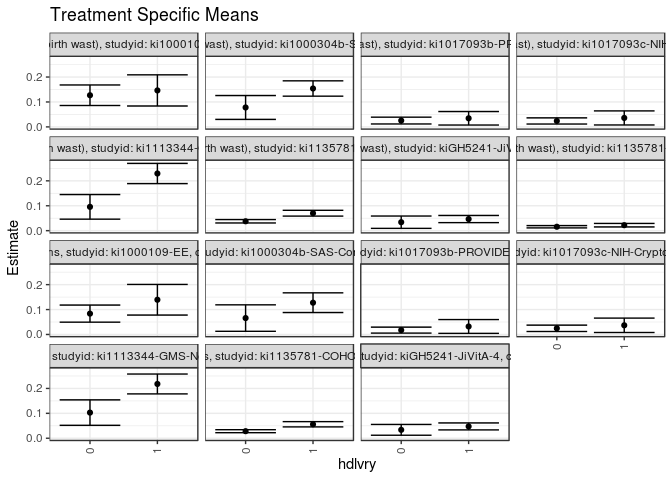 Treatment Specific Means
birth wast), studyid: ki100010
wast), studyid: ki1000304b-S
ast), studyid: ki1017093b-PR
st), studyid: ki1017093c-NIH
h wast), studyid: ki1113344-
rth wast), studyid: ki1135781
wast), studyid: kiGH5241-JiV
th wast), studyid: ki1135781-
ns, studyid: ki1000109-EE, c
udyid: ki1000304b-SAS-Co
dyid: ki1017093b-PROVIDE
dyid: ki1017093c-NIH-Crypto
studyid: ki1113344-GMS-N
s, studyid: ki1135781-COHO
tudyid: kiGH5241-JiVitA-4, c
Estimate
0.2
0.1
0.0
0.2
0.1
0.0
0.2
0.1
0.0
0.2
0.1
0.0
0
1
0
1
0
1
0
1
hdlvry